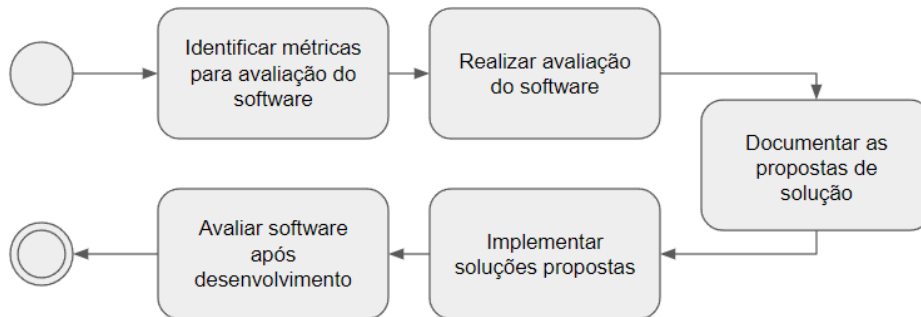 Identificar métricas
para avaliação do
software
Realizar avaliação
do software
Documentar as
propostas de
solução
Implementar
soluções propostas
Avaliar software
após
desenvolvimento